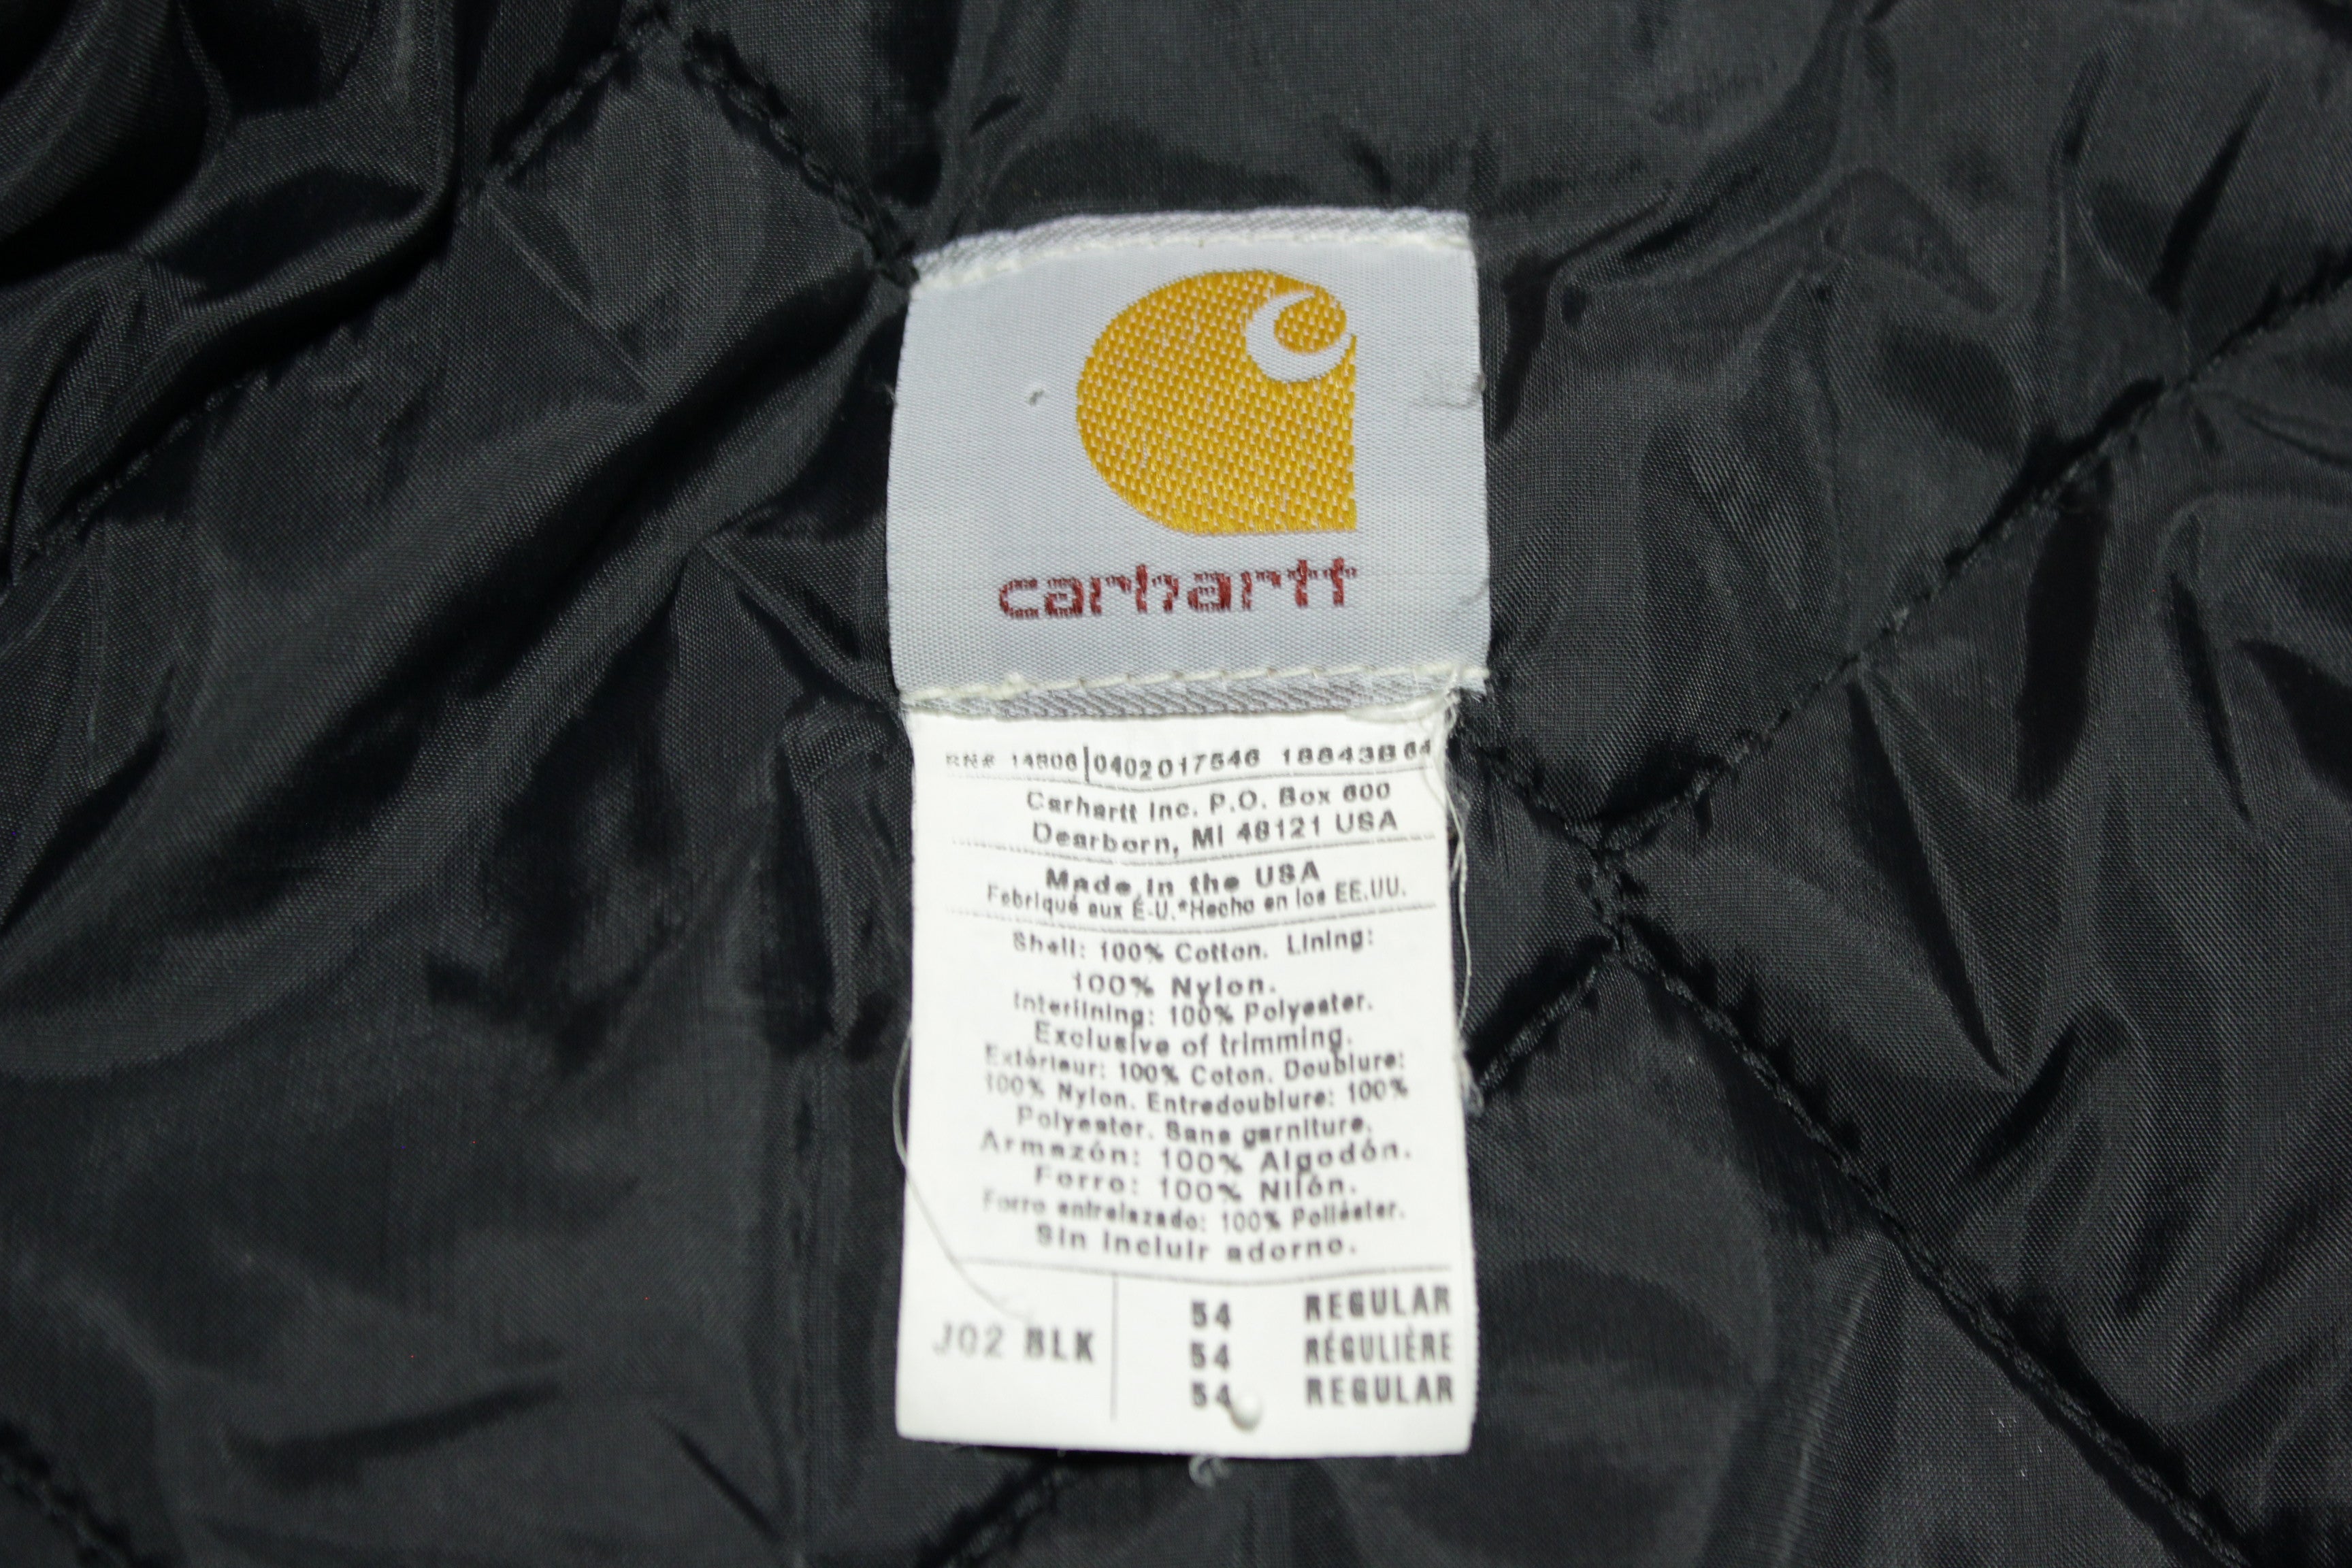 carhartt
RN# 14806 0402017546 18843B 64
Carhartt Inc. P.O. Box 600
Dearborn, MI 48121 USA
Made in the USA
Fabriqué aux É-U.*Hecho en los EE.UU.
Shell: 100% Cotton. Lining:
100% Nylon.
Interlining: 100% Polyester.
Exclusive of trimming.
Extérieur: 100% Coton. Doublure:
100% Nylon. Entredoublure: 100%
Polyester. Sans garniture.
Armazón: 100% Algodón.
Forro: 100% Nilón.
Forro entrelazado: 100% Poliéster.
Sin incluir adorno.
J02 BLK
54 REGULAR
54 RÉGULIÈRE
54 REGULAR